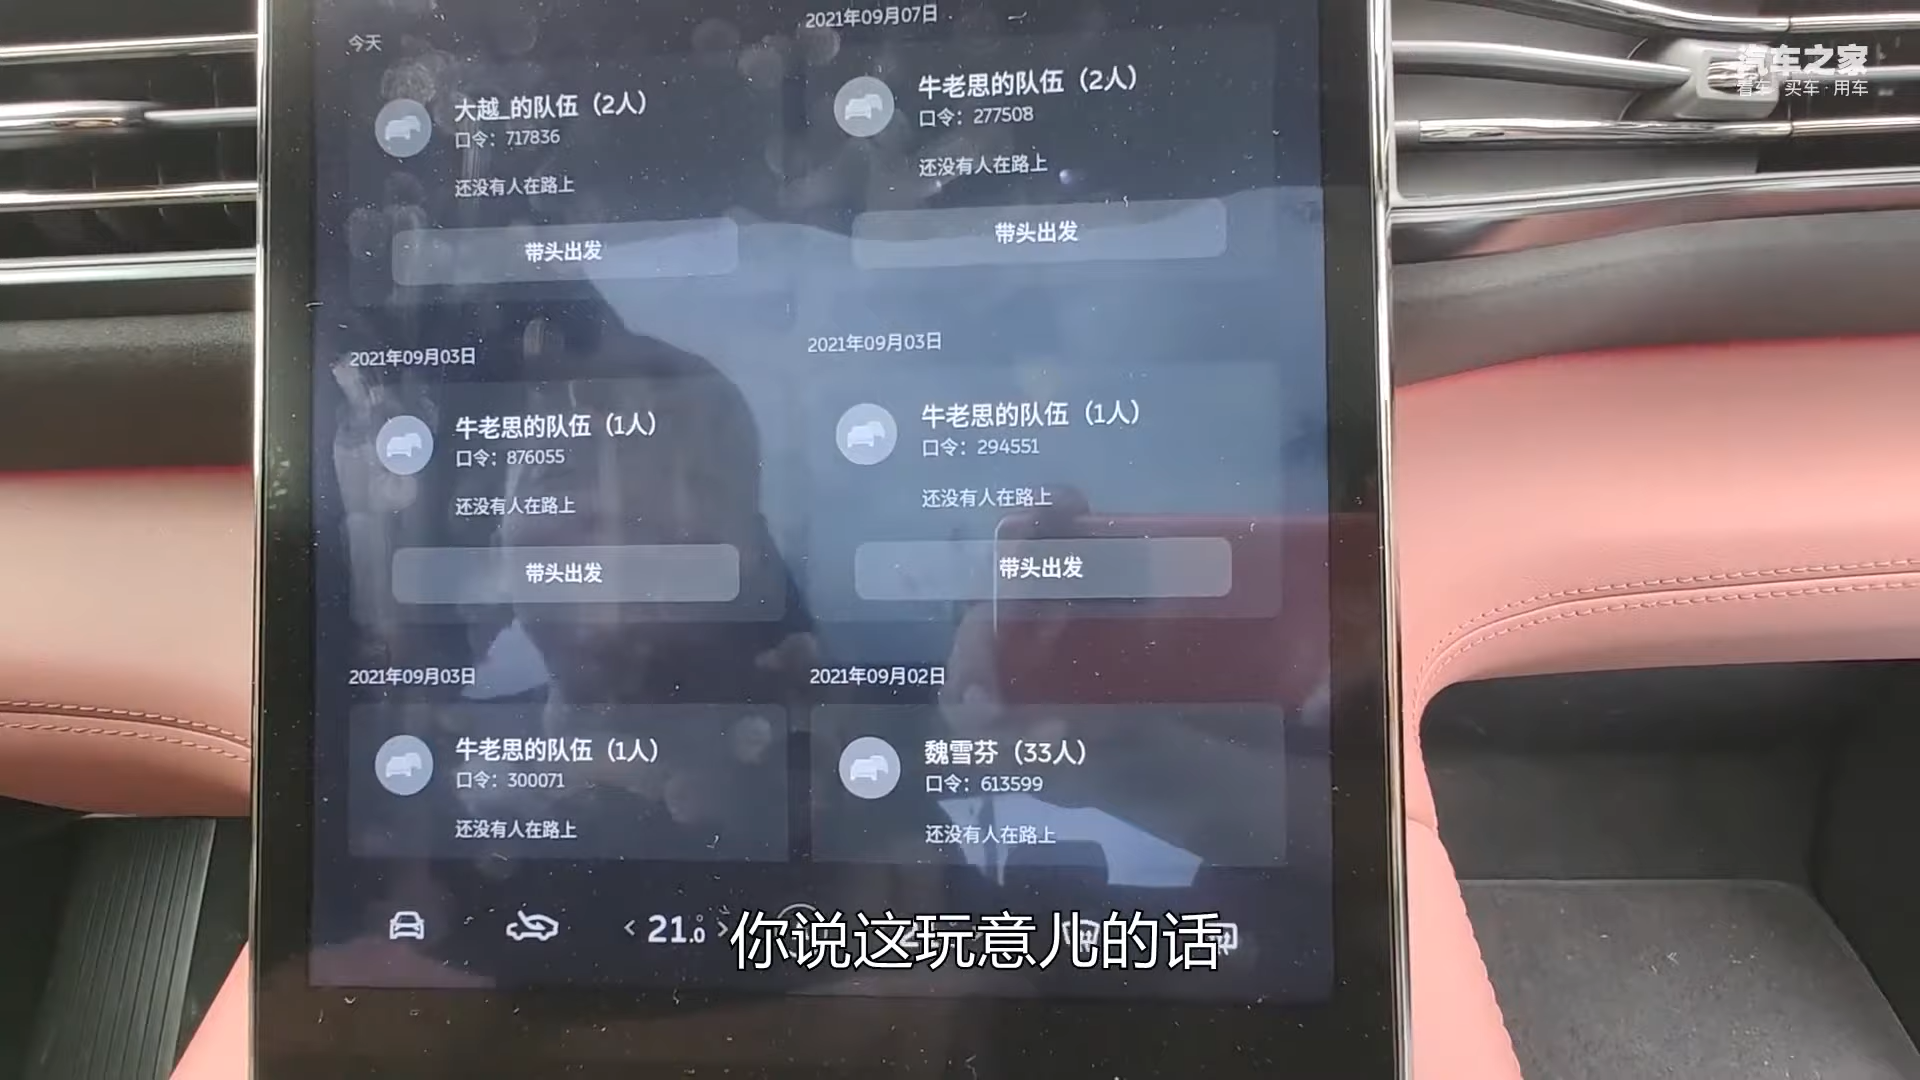 汽车之家
看车·买车·用车
今天
大越_的队伍（2人）
口令：717836
还没有人在路上
带头出发
2021年09月07日
牛老思的队伍（2人）
口令：277508
还没有人在路上
带头出发
2021年09月03日
牛老思的队伍（1人）
口令：876055
还没有人在路上
带头出发
2021年09月03日
牛老思的队伍（1人）
口令：294551
还没有人在路上
带头出发
2021年09月03日
牛老思的队伍（1人）
口令：300071
还没有人在路上
2021年09月02日
魏雪芬（33人）
口令：613599
还没有人在路上
< 21.0 >
你说这玩意儿的话